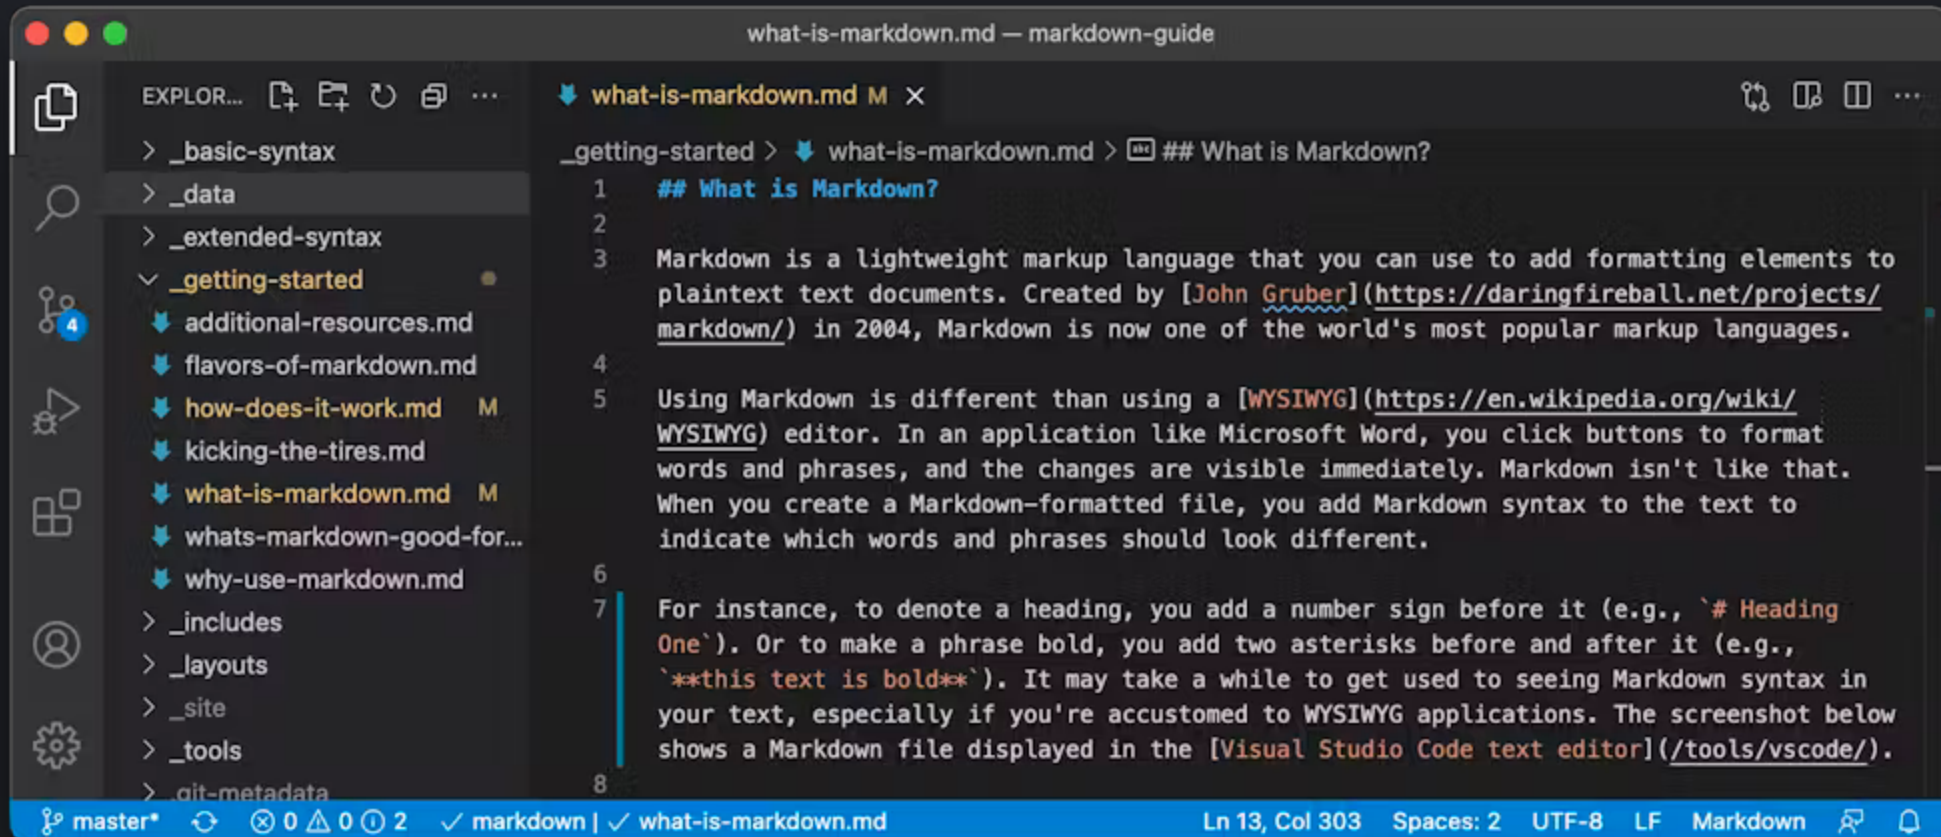 what-is-markdown.md — markdown-guide
EXPLOR...
_basic-syntax
_data
_extended-syntax
_getting-started
additional-resources.md
flavors-of-markdown.md
how-does-it-work.md M
kicking-the-tires.md
what-is-markdown.md M
whats-markdown-good-for...
why-use-markdown.md
_includes
_layouts
_site
_tools
.git-metadata
4
what-is-markdown.md M
_getting-started > what-is-markdown.md > abc ## What is Markdown?
1 ## What is Markdown?
2
3 Markdown is a lightweight markup language that you can use to add formatting elements to
plaintext text documents. Created by [John Gruber](https://daringfireball.net/projects/
markdown/) in 2004, Markdown is now one of the world's most popular markup languages.
4
5 Using Markdown is different than using a [WYSIWYG](https://en.wikipedia.org/wiki/
WYSIWYG) editor. In an application like Microsoft Word, you click buttons to format
words and phrases, and the changes are visible immediately. Markdown isn't like that.
When you create a Markdown-formatted file, you add Markdown syntax to the text to
indicate which words and phrases should look different.
6
7 For instance, to denote a heading, you add a number sign before it (e.g., `# Heading
One`). Or to make a phrase bold, you add two asterisks before and after it (e.g.,
`**this text is bold**`). It may take a while to get used to seeing Markdown syntax in
your text, especially if you're accustomed to WYSIWYG applications. The screenshot below
shows a Markdown file displayed in the [Visual Studio Code text editor](/tools/vscode/).
8
master* 0 0 2 markdown | what-is-markdown.md Ln 13, Col 303 Spaces: 2 UTF-8 LF Markdown